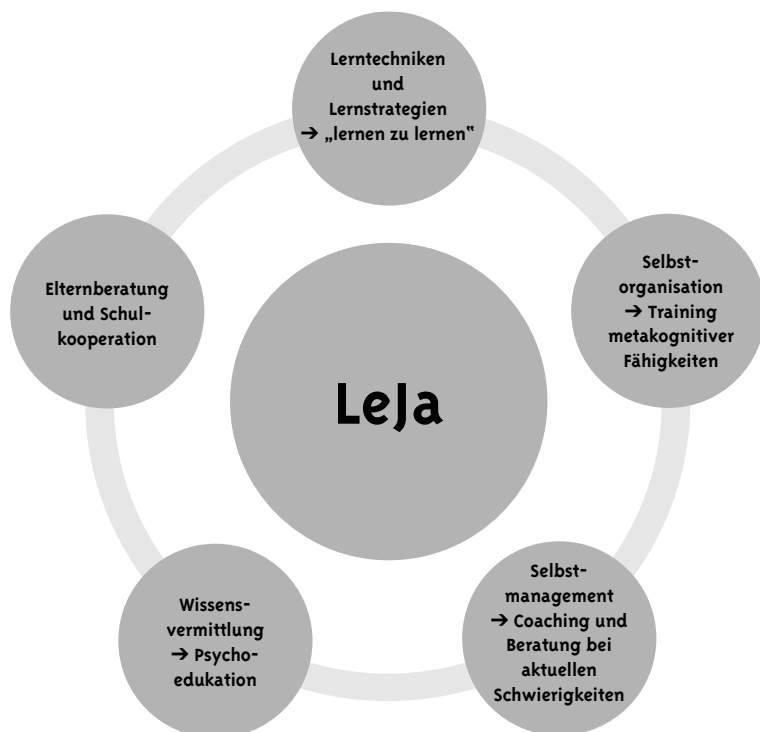 Lerntechniken
und
Lernstrategien
➔ „lernen zu lernen“
Selbst-
organisation
➔ Training
metakognitiver
Fähigkeiten
Selbst-
management
➔ Coaching und
Beratung bei
aktuellen
Schwierigkeiten
Wissens-
vermittlung
➔ Psycho-
edukation
Elternberatung
und Schul-
kooperation
LeJa